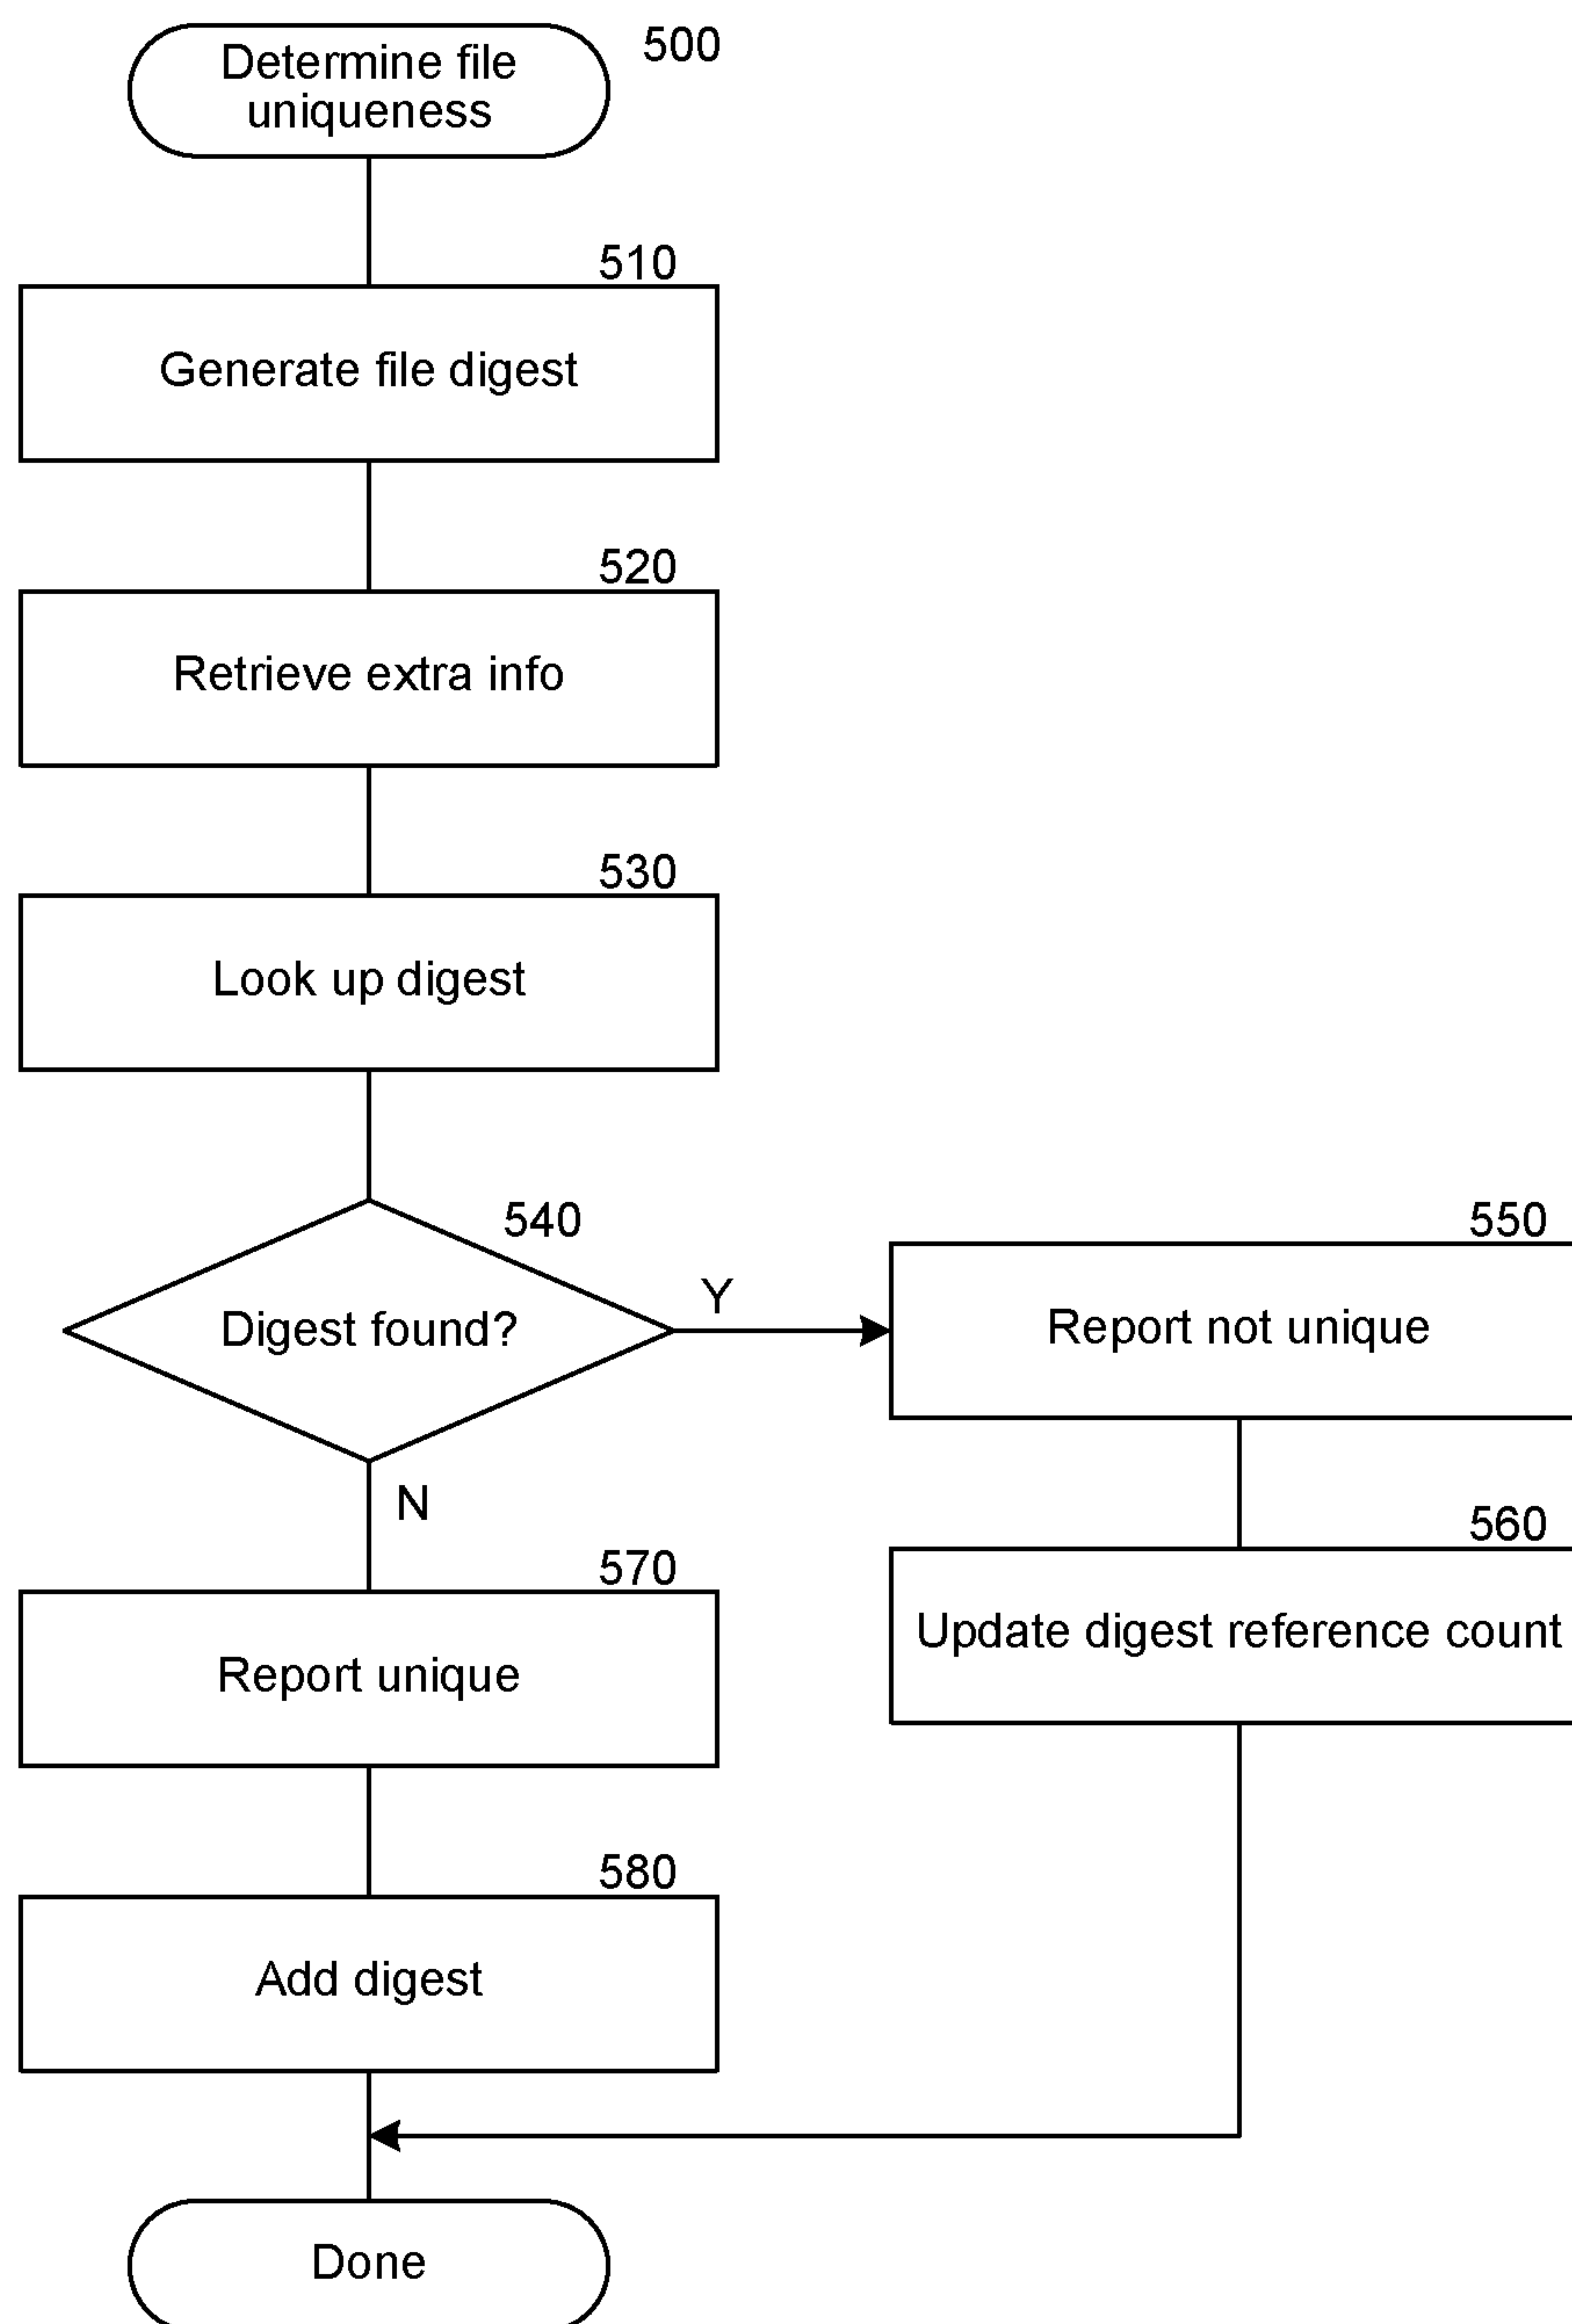 Determine file
uniqueness
500
510
Generate file digest
520
Retrieve extra info
530
Look up digest
540
Digest found?
Y
550
Report not unique
N
560
Update digest reference count
570
Report unique
580
Add digest
Done